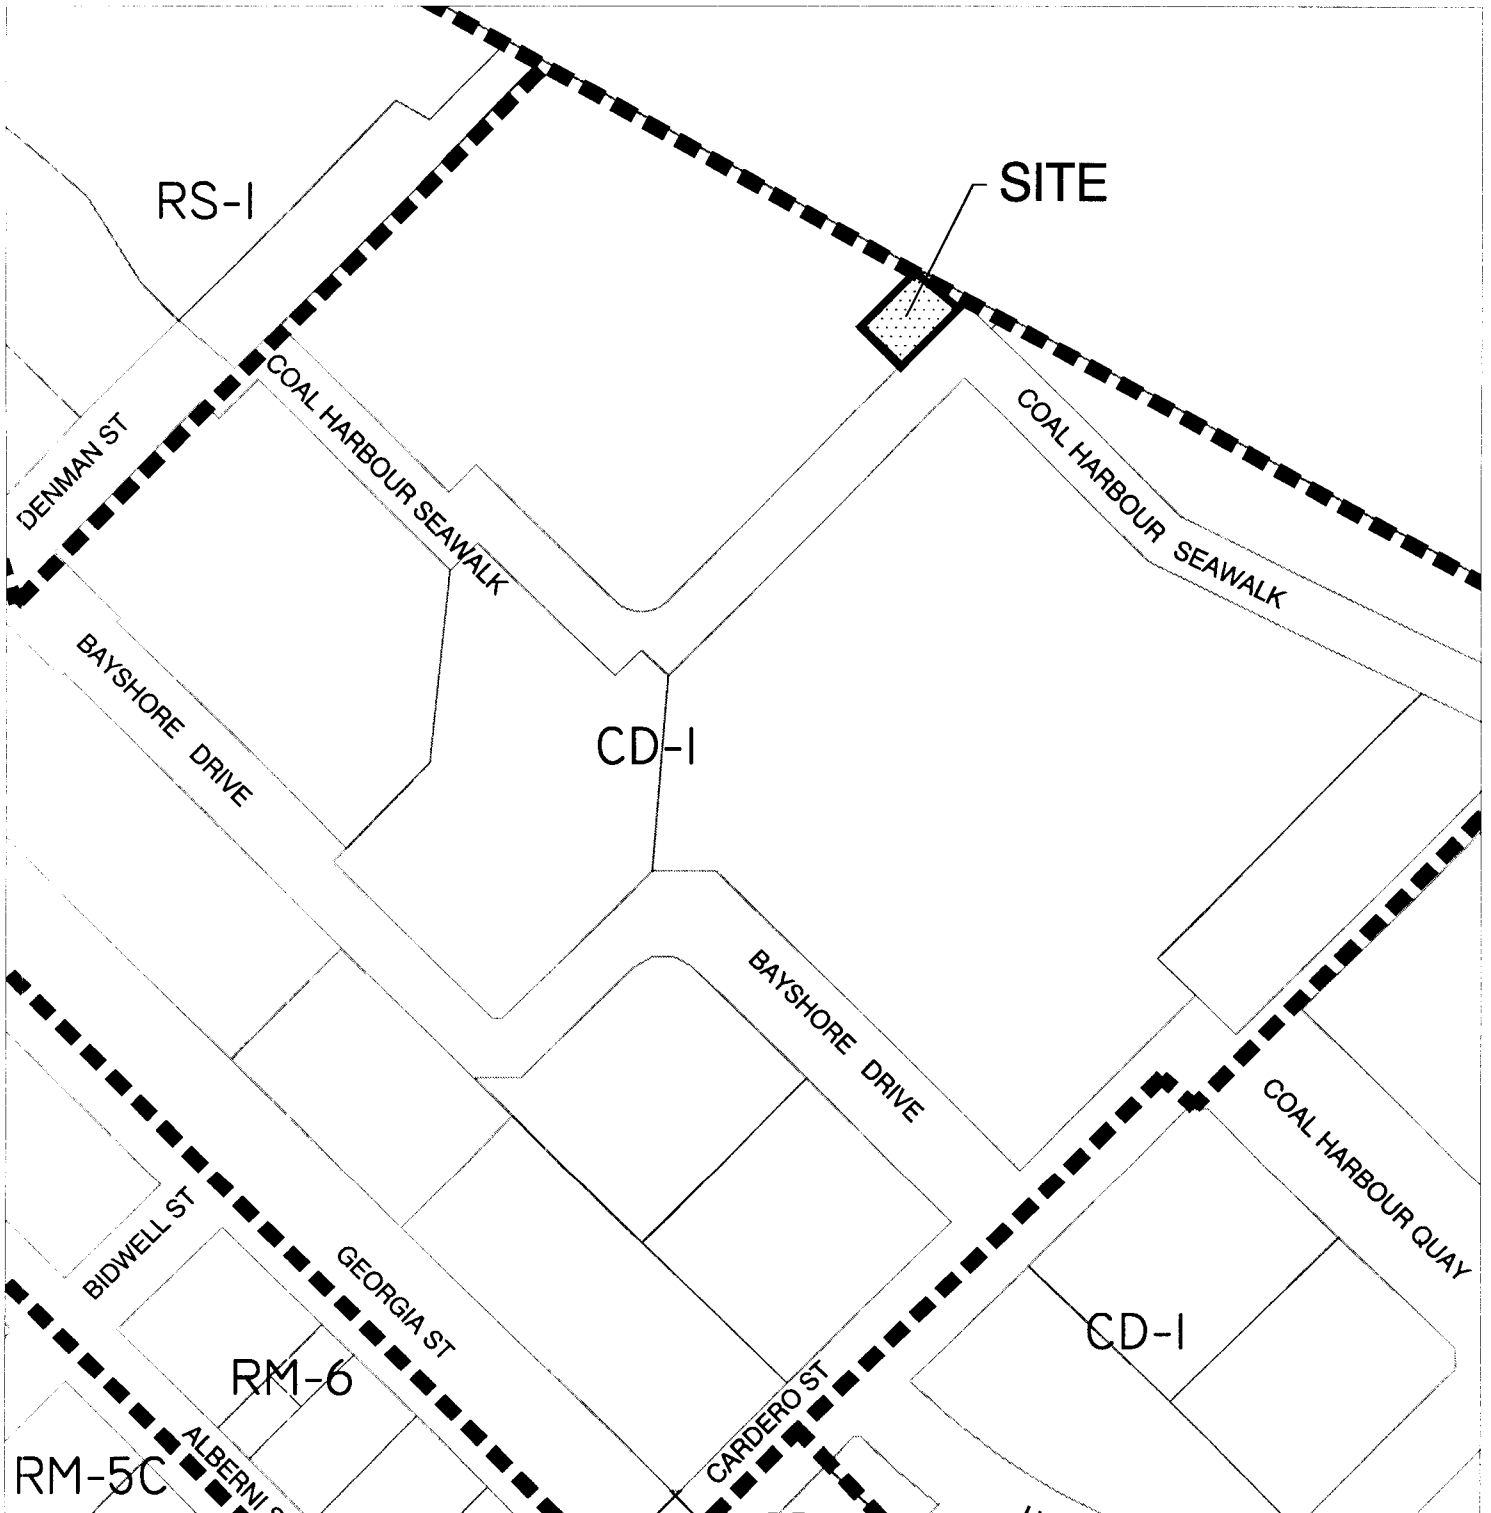 SITE
RS-1
COAL HARBOUR SEAWALK
COAL HARBOUR SEAWALK
DENMAN ST
BAYSHORE DRIVE
CD-1
BAYSHORE DRIVE
COAL HARBOUR QUAY
BIDWELL ST
GEORGIA ST
CD-1
RM-6
CARDERO ST
RM-5C
ALBERNI